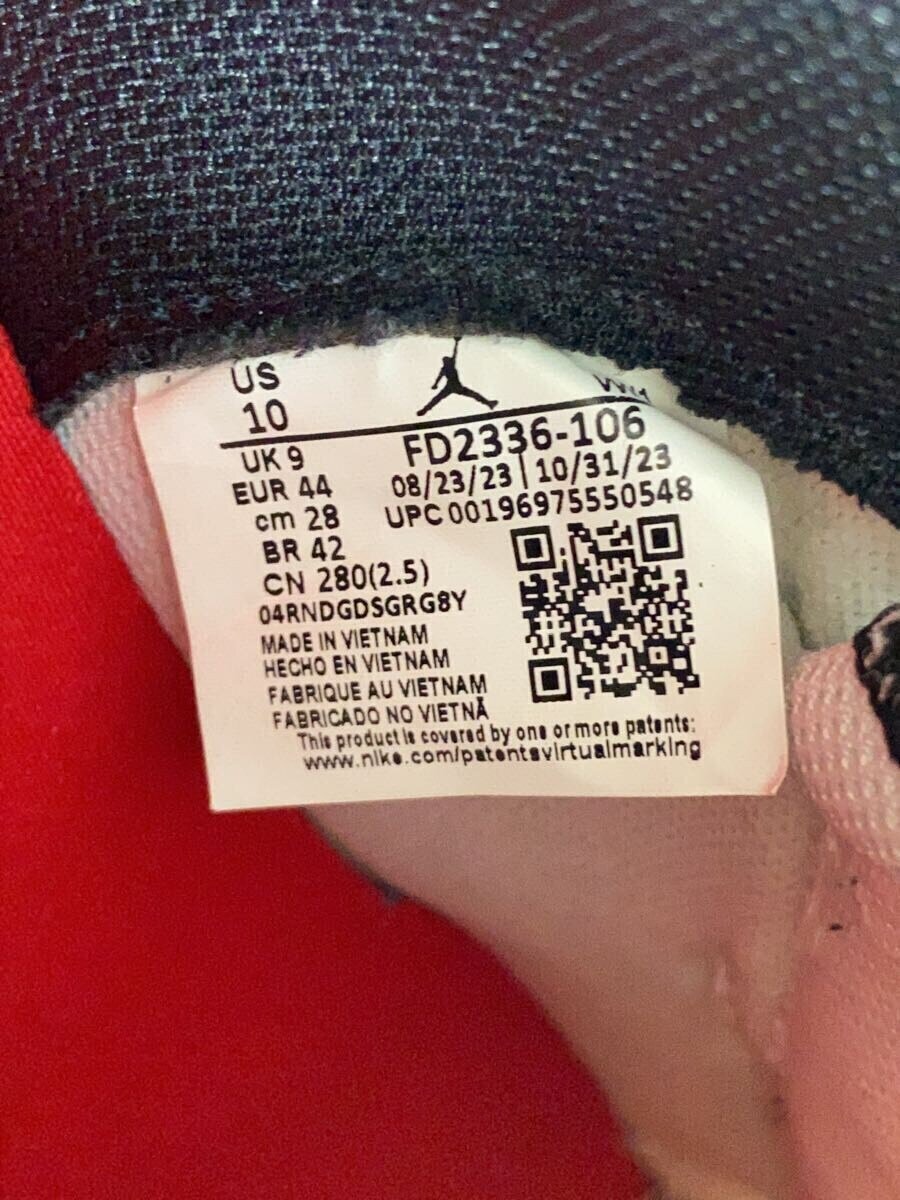 US
10
FD2336-106
UK 9
08/23/23 | 10/31/23
EUR 44
UPC 00196975550548
cm 28
BR 42
CN 280(2.5)
04RNDGDSGRG8Y
MADE IN VIETNAM
HECHO EN VIETNAM
FABRIQUE AU VIETNAM
FABRICADO NO VIETNÃ
This product is covered by one or more patents:
www.nike.com/patentsvirtualmarking